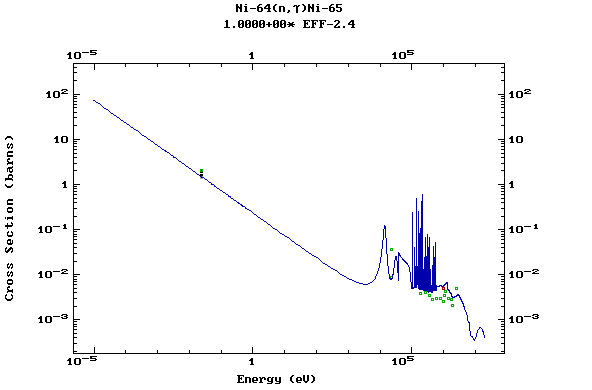 Ni-64(n,γ)Ni-65
1.0000+00* EFF-2.4
10⁻⁵ 1 10⁵
10² 10²
10 10
1 1
10⁻¹ 10⁻¹
10⁻² 10⁻²
10⁻³ 10⁻³
Cross Section (barns)
10⁻⁵ 1 10⁵
Energy (eV)